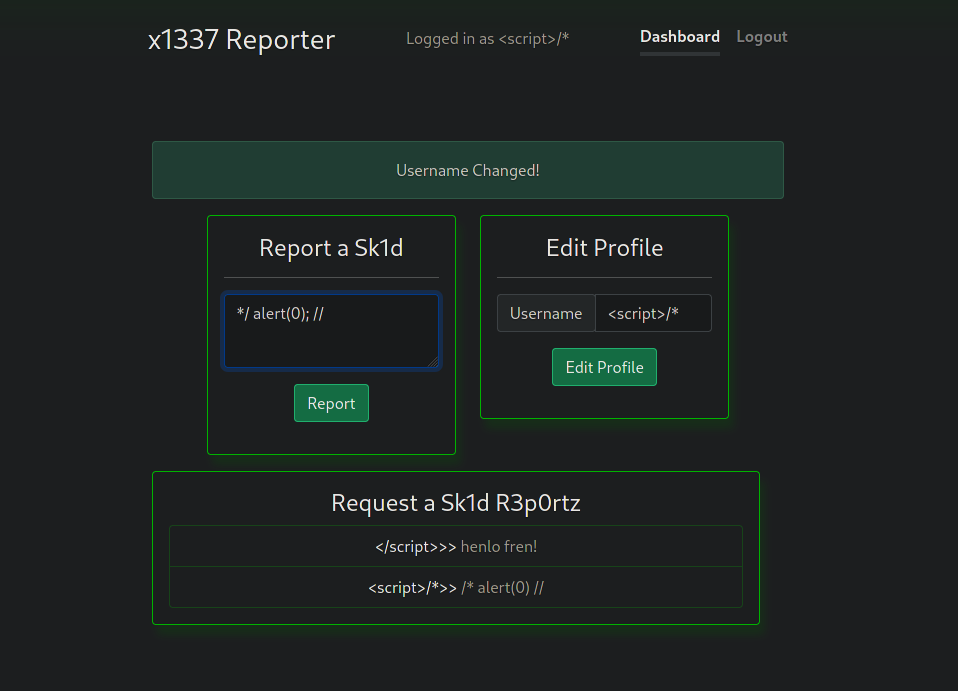 x1337 Reporter
Logged in as <script>/*
Dashboard
Logout
Username Changed!
Report a Sk1d
*/ alert(0); //
Report
Edit Profile
Username <script>/*
Edit Profile
Request a Sk1d R3p0rtz
</script>>> henlo fren!
<script>/*>> /* alert(0) //